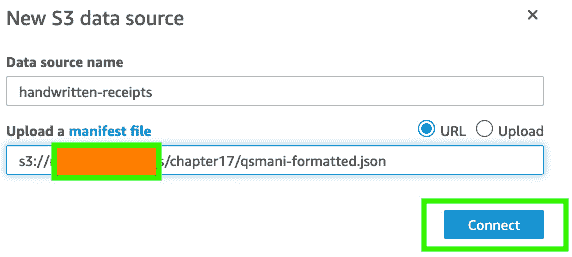 New S3 data source
Data source name
handwritten-receipts
Upload a manifest file URL Upload
s3:// s/chapter17/qsmani-formatted.json
Connect